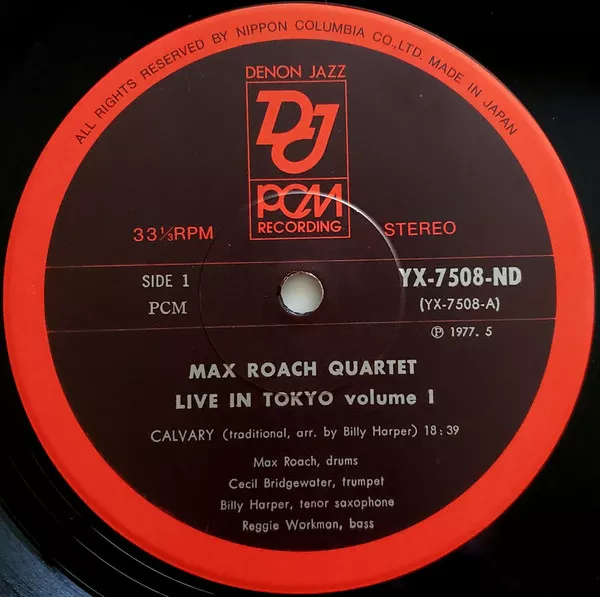 ALL RIGHTS RESERVED BY NIPPON COLUMBIA CO., LTD. MADE IN JAPAN
DENON JAZZ
DJ
PCM
RECORDING
33⅓RPM
STEREO
SIDE 1
YX-7508-ND
PCM
(YX-7508-A)
Ⓟ 1977. 5
MAX ROACH QUARTET
LIVE IN TOKYO volume 1
CALVARY (traditional, arr. by Billy Harper) 18:39
Max Roach, drums
Cecil Bridgewater, trumpet
Billy Harper, tenor saxophone
Reggie Workman, bass